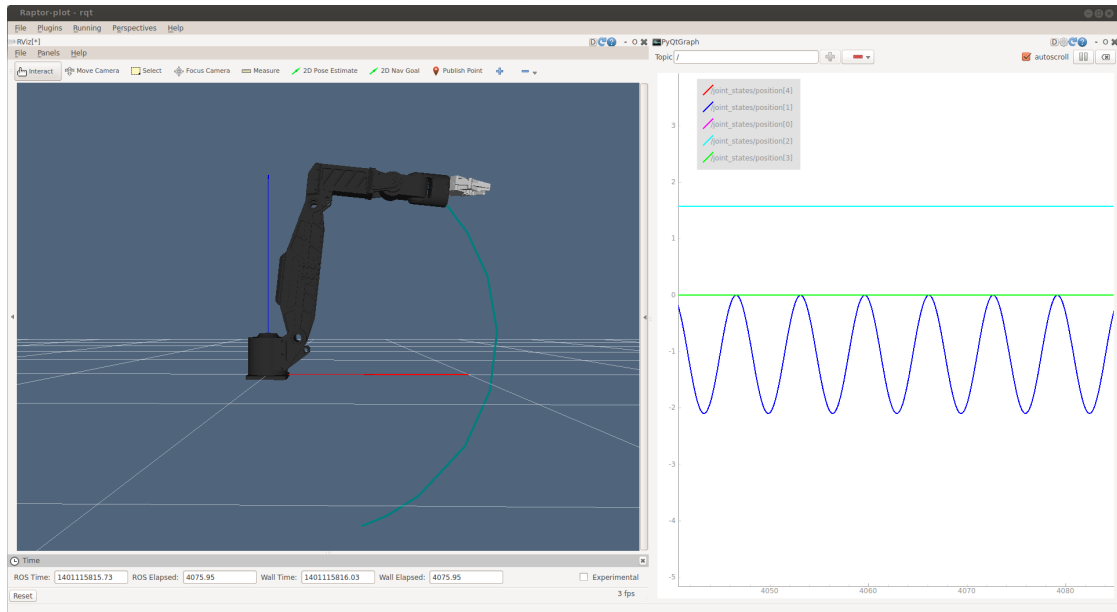 Raptor-plot - rqt
File Plugins Running Perspectives Help
RViz[*]
D
- O
File Panels Help
Interact Move Camera Select Focus Camera Measure 2D Pose Estimate 2D Nav Goal Publish Point
PyQtGraph
D
- O
Topic /
autoscroll
/joint_states/position[4]
/joint_states/position[1]
/joint_states/position[0]
/joint_states/position[2]
/joint_states/position[3]
3
2
1
0
-1
-2
-3
-4
-5
4050 4060 4070 4080
Time
ROS Time: 1401115815.73 ROS Elapsed: 4075.95 Wall Time: 1401115816.03 Wall Elapsed: 4075.95 Experimental
Reset
3 fps